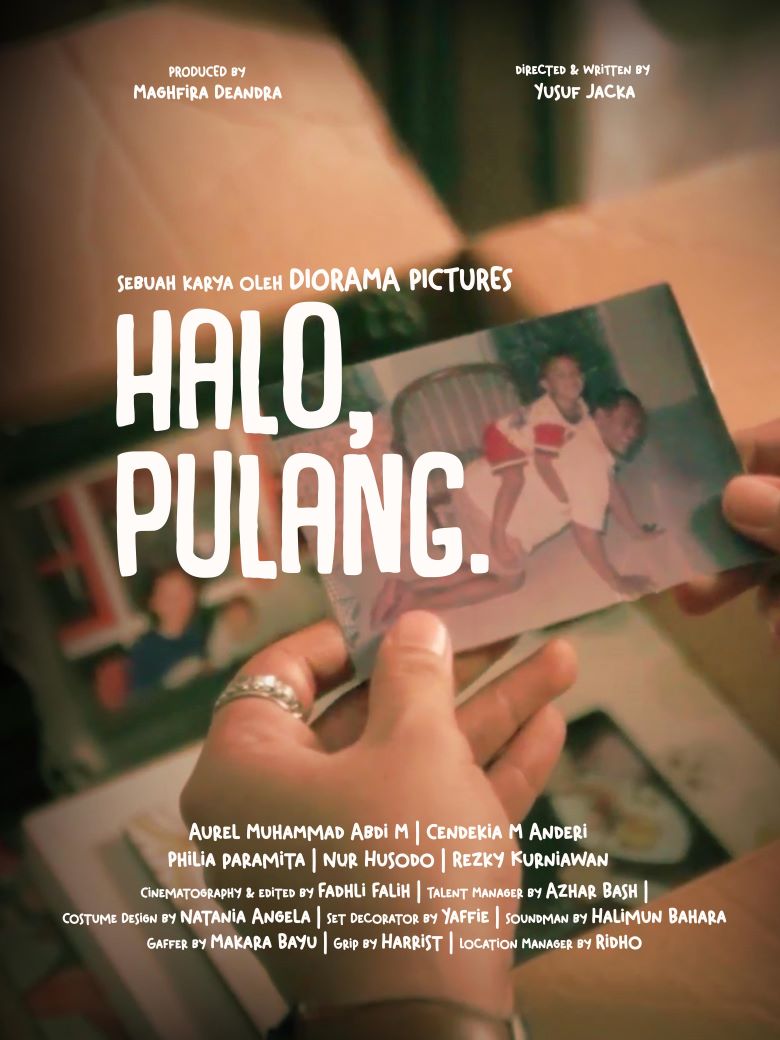 PRODUCED BY
MAGHFIRA DEANDRA
DIRECTED & WRITTEN BY
YUSUF JACKA
SEBUAH KARYA OLEH DIORAMA PICTURES
HALO,
PULANG.
AUREL MUHAMMAD ABDI M | CENDEKIA M ANDERI
PHILIA PARAMITA | NUR HUSODO | REZKY KURNIAWAN
CINEMATOGRAPHY & EDITED BY FADHLI FALIH | TALENT MANAGER BY AZHAR BASH |
COSTUME DESIGN BY NATANIA ANGELA | SET DECORATOR BY YAFFIE | SOUNDMAN BY HALIMUN BAHARA
GAFFER BY MAKARA BAYU | GRIP BY HARRIST | LOCATION MANAGER BY RIDHO